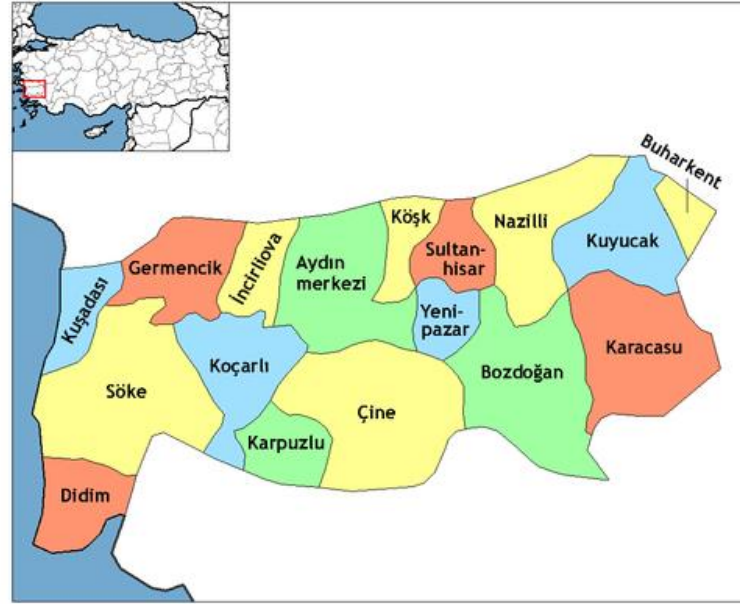 Buharkent
Köşk
Nazilli
Germencik
İncirliova
Aydın
merkezi
Sultan-
hisar
Kuyucak
Kuşadası
Yeni-
pazar
Karacasu
Söke
Koçarlı
Çine
Bozdoğan
Karpuzlu
Didim